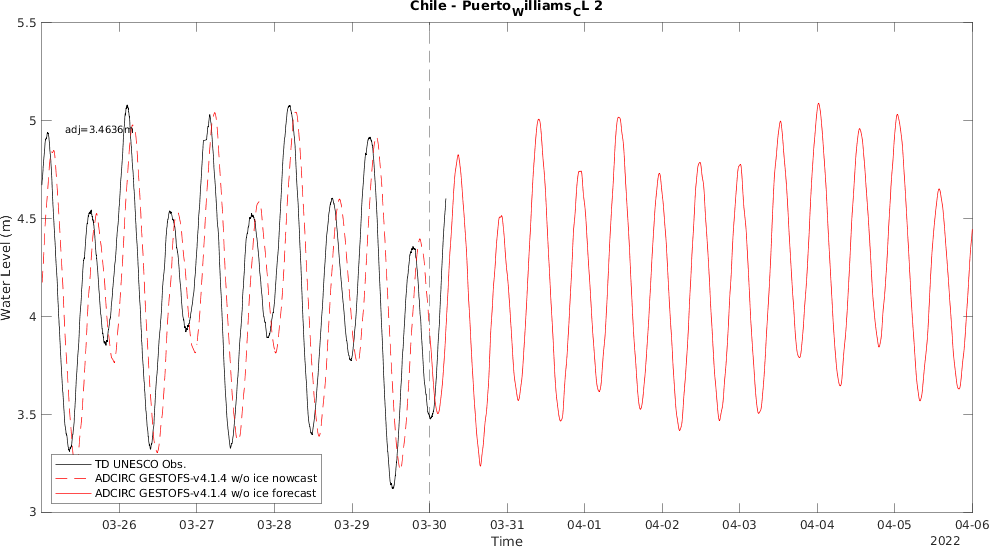 Chile - PuertoWilliamsCL 2
5.5
5
4.5
4
3.5
3
Water Level (m)
adj=3.4636m
TD UNESCO Obs.
ADCIRC GESTOFS-v4.1.4 w/o ice nowcast
ADCIRC GESTOFS-v4.1.4 w/o ice forecast
03-26 03-27 03-28 03-29 03-30 03-31 04-01 04-02 04-03 04-04 04-05 04-06
Time
2022